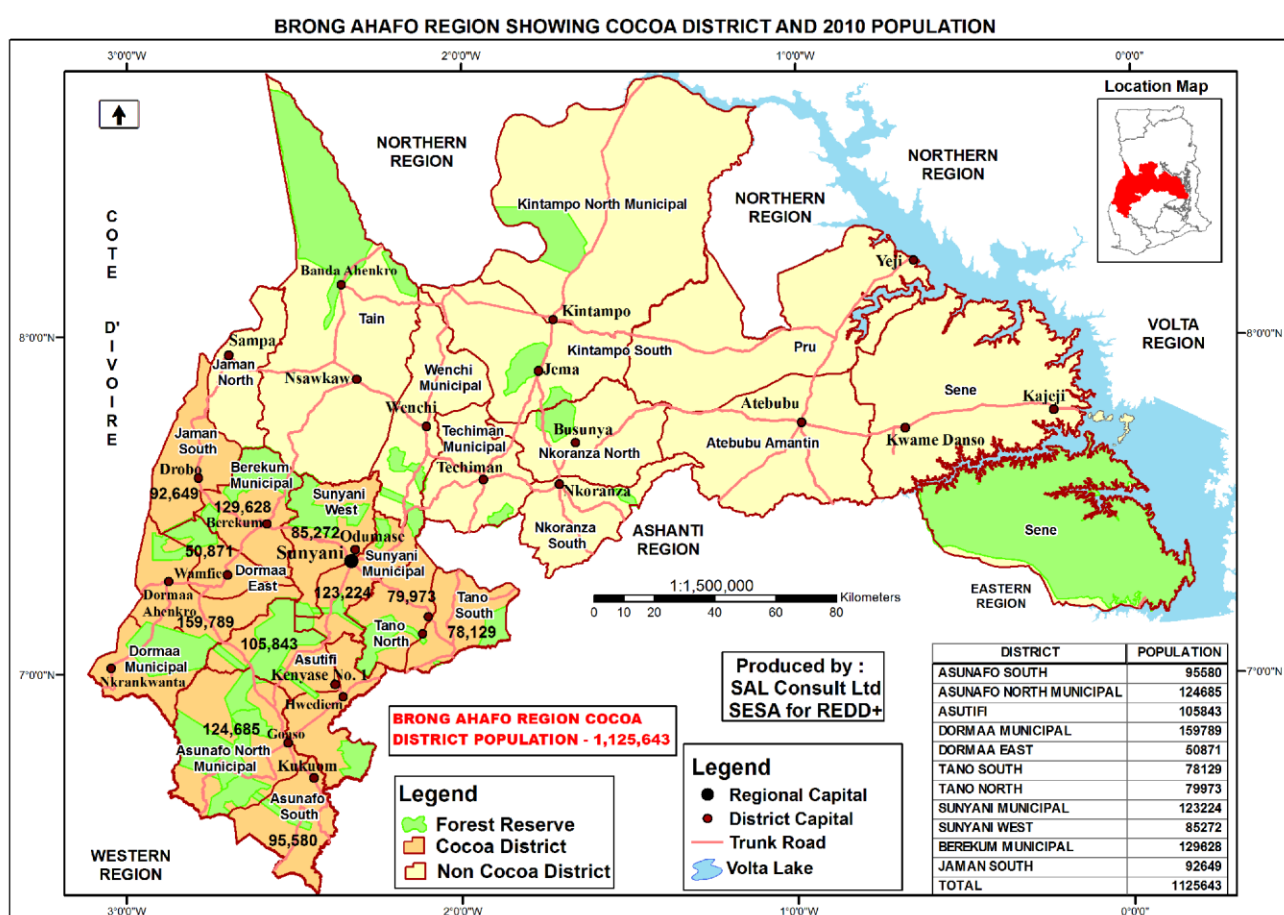 BRONG AHAFO REGION SHOWING COCOA DISTRICT AND 2010 POPULATION
3°0'0"W
2°0'0"W
1°0'0"W
0°0'0"
Location Map
NORTHERN
REGION
NORTHERN
REGION
NORTHERN
REGION
COTE
D'VOIRE
Kintampo North Municipal
Banda Ahenkro
Yeji
Tain
Kintampo
8°0'0"N
8°0'0"N
VOLTA
REGION
Sampa
Jaman
North
Kintampo South
Pru
Wenchi
Municipal
Jema
Nsawkaw
Sene
Kajeji
Wenchi
Atebubu
Techiman
Municipal
Busunya
Kwame Danso
Jaman
South
Atebubu Amantin
Nkoranza North
Drobo
Berekum
Municipal
Techiman
Nkoranza
92,649
Sunyani
West
129,628
Berekum
85,272
Odumase
Nkoranza
South
ASHANTI
REGION
Sene
50,871
Sunyani
Sunyani
Municipal
Wamfie
Dormaa
East
Dormaa
Ahenkro
123,224
79,973
Tano
South
1:1,500,000
Kilometers
0 10 20 40 60 80
EASTERN
REGION
159,789
78,129
105,843
Tano
North
Dormaa
Municipal
Asutifi
Kenyase No. 1
Nkrankwanta
7°0'0"N
7°0'0"N
Hwediem
124,685
Goaso
Asunafo North
Municipal
Kukuom
Asunafo
South
95,580
WESTERN
REGION
BRONG AHAFO REGION COCOA
DISTRICT POPULATION - 1,125,643
Produced by :
SAL Consult Ltd
SESA for REDD+
Legend
Forest Reserve
Cocoa District
Non Cocoa District
Legend
Regional Capital
District Capital
Trunk Road
Volta Lake
DISTRICT POPULATION
ASUNAFO SOUTH 95580
ASUNAFO NORTH MUNICIPAL 124685
ASUTIFI 105843
DORMAA MUNICIPAL 159789
DORMAA EAST 50871
TANO SOUTH 78129
TANO NORTH 79973
SUNYANI MUNICIPAL 123224
SUNYANI WEST 85272
BEREKUM MUNICIPAL 129628
JAMAN SOUTH 92649
TOTAL 1125643
3°0'0"W
2°0'0"W
1°0'0"W
0°0'0"